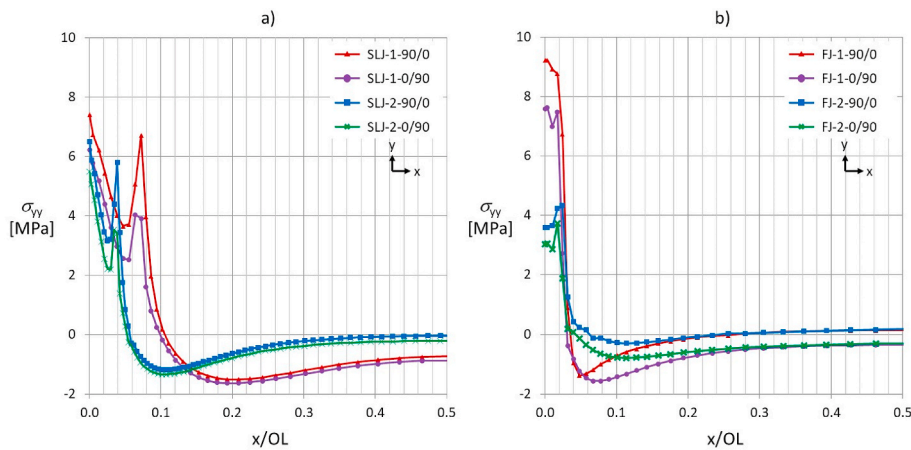 a)
10
8
6
4
2
0
-2
σyy
[MPa]
SLJ-1-90/0
SLJ-1-0/90
SLJ-2-90/0
SLJ-2-0/90
y
x
0.0 0.1 0.2 0.3 0.4 0.5
x/OL
b)
10
8
6
4
2
0
-2
σyy
[MPa]
FJ-1-90/0
FJ-1-0/90
FJ-2-90/0
FJ-2-0/90
y
x
0.0 0.1 0.2 0.3 0.4 0.5
x/OL